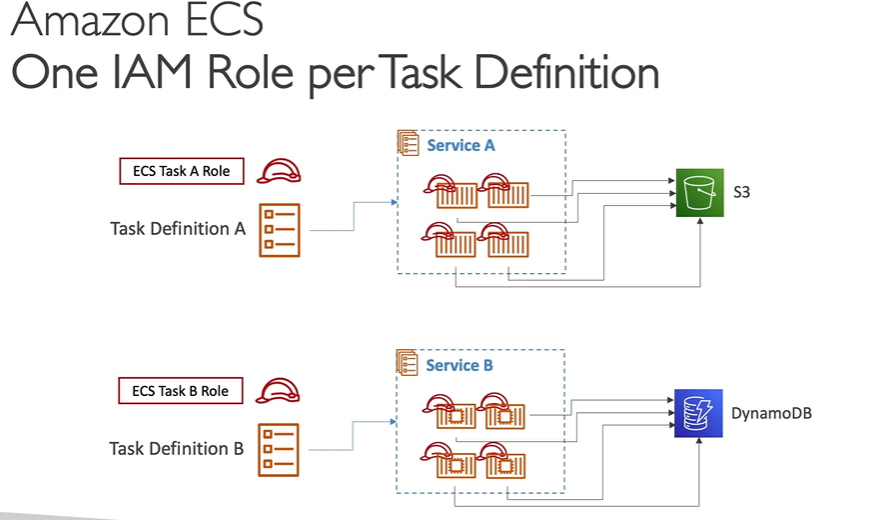 Amazon ECS
One IAM Role per Task Definition
ECS Task A Role
Task Definition A
Service A
S3
ECS Task B Role
Task Definition B
Service B
DynamoDB